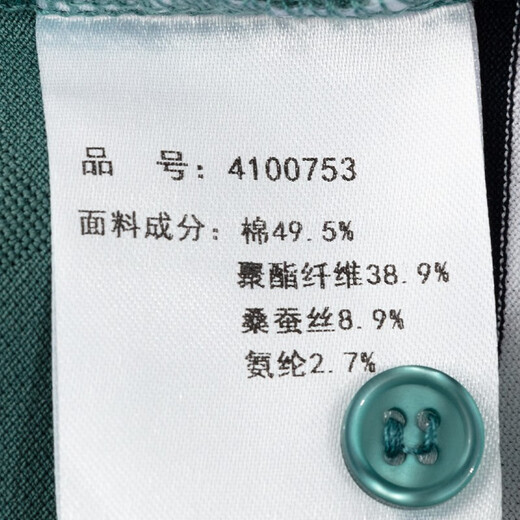 品 号: 4100753
面料成分: 棉49.5%
聚酯纤维38.9%
桑蚕丝8.9%
氨纶2.7%